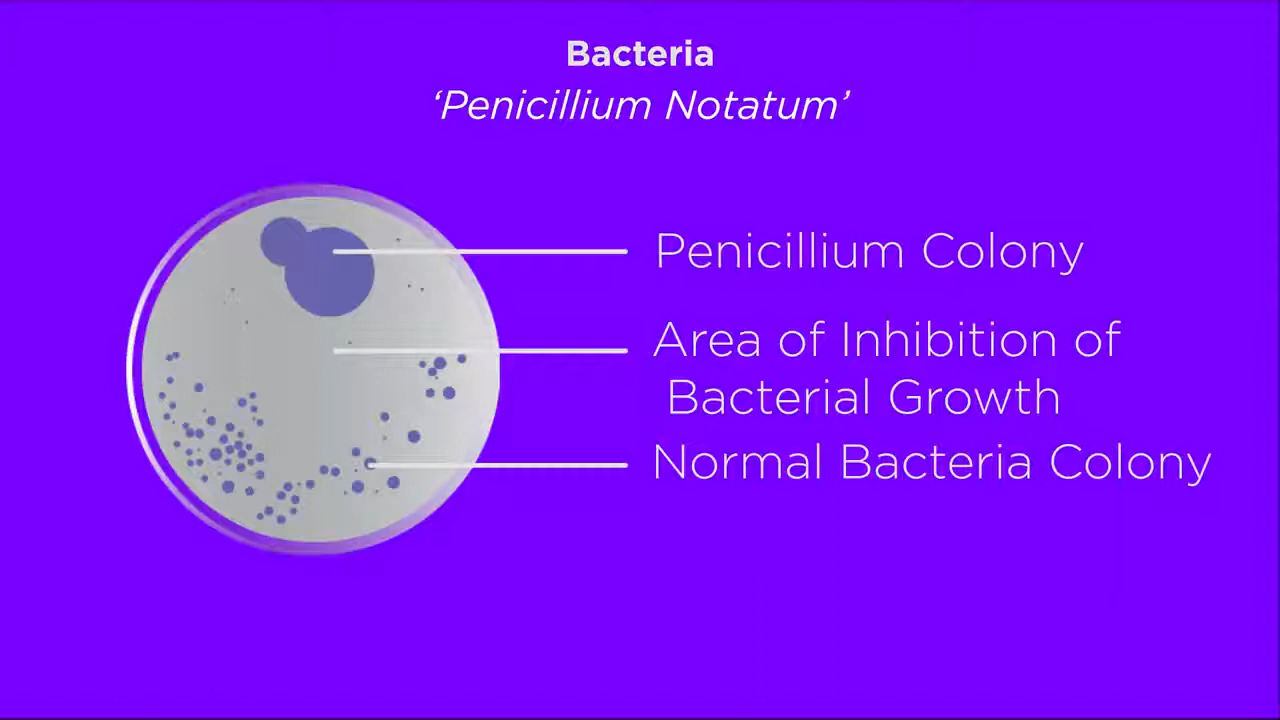 Bacteria
‘Penicillium Notatum’
Penicillium Colony
Area of Inhibition of
Bacterial Growth
Normal Bacteria Colony